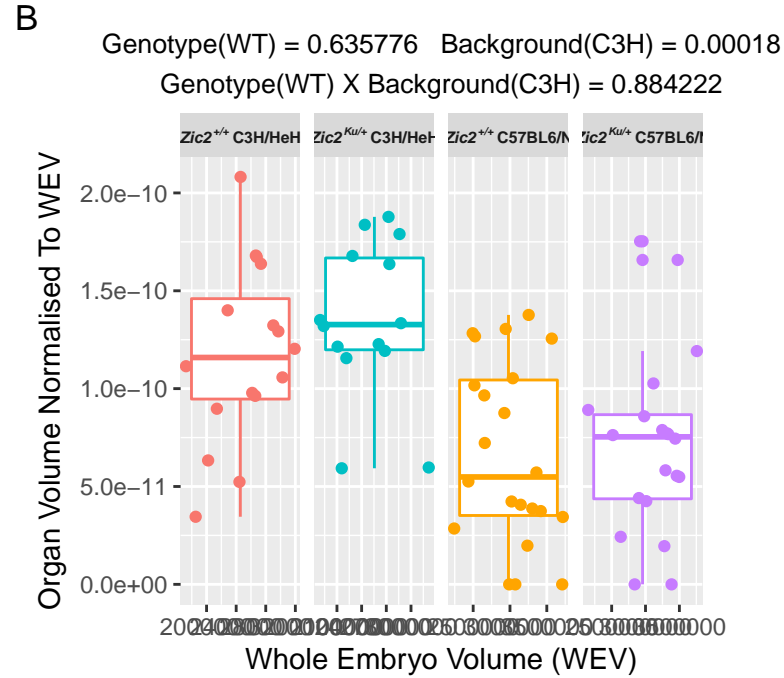 B
Genotype(WT) = 0.635776 Background(C3H) = 0.00018
Genotype(WT) X Background(C3H) = 0.884222
Zic2+/+ C3H/HeH
Zic2Ku/+ C3H/HeH
Zic2+/+ C57BL6/N
Zic2Ku/+ C57BL6/N
Organ Volume Normalised To WEV
2.0e−10
1.5e−10
1.0e−10
5.0e−11
0.0e+00
Whole Embryo Volume (WEV)